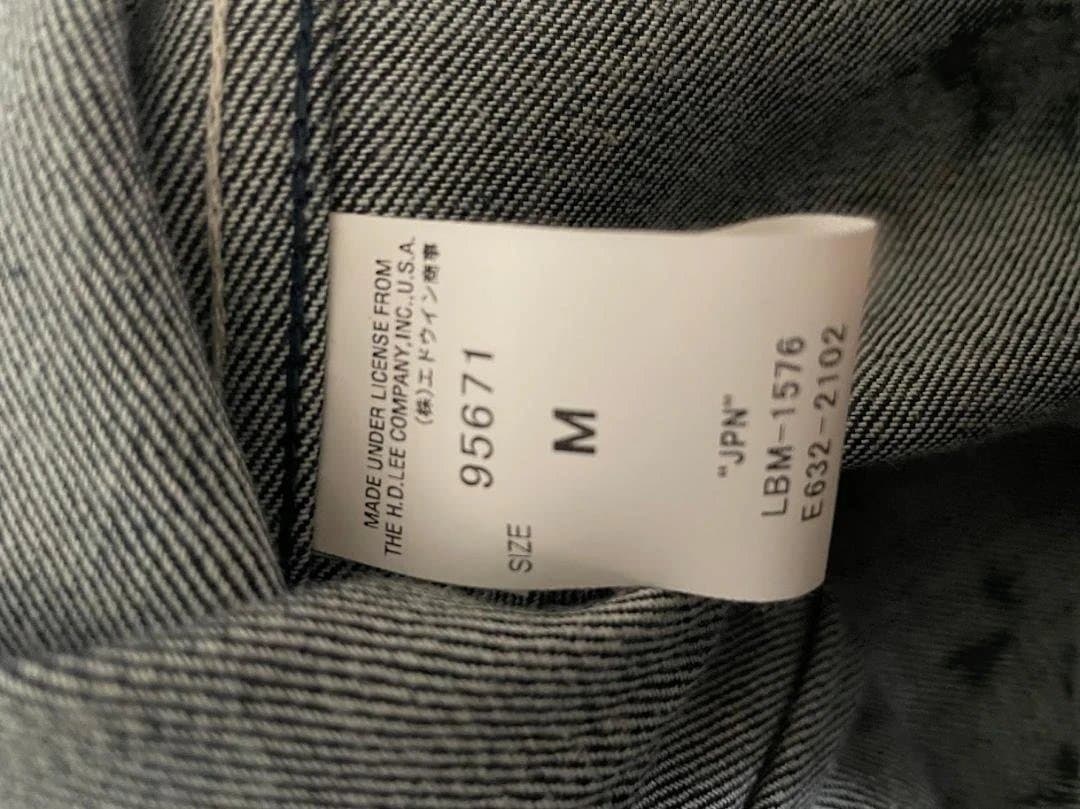 MADE UNDER LICENSE FROM
THE H.D.LEE COMPANY,INC.,U.S.A.
(株)エドウイン商事
95671
SIZE
M
"JPN"
LBM-1576
E632-2102